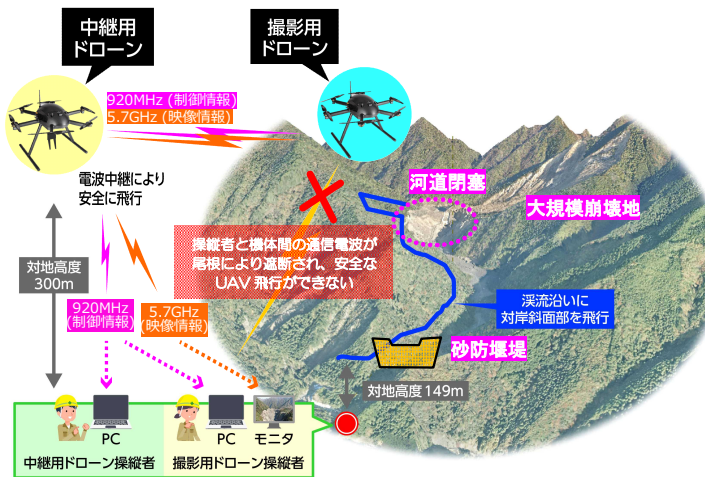 中継用
ドローン
撮影用
ドローン
920MHz (制御情報)
5.7GHz (映像情報)
電波中継により
安全に飛行
河道閉塞
大規模崩壊地
操縦者と機体間の通信電波が
尾根により遮断され、安全な
UAV 飛行ができない
対地高度
300m
920MHz
(制御情報)
5.7GHz
(映像情報)
渓流沿いに
対岸斜面部を飛行
砂防堰堤
対地高度149m
PC
PC
モニタ
中継用ドローン操縦者
撮影用ドローン操縦者